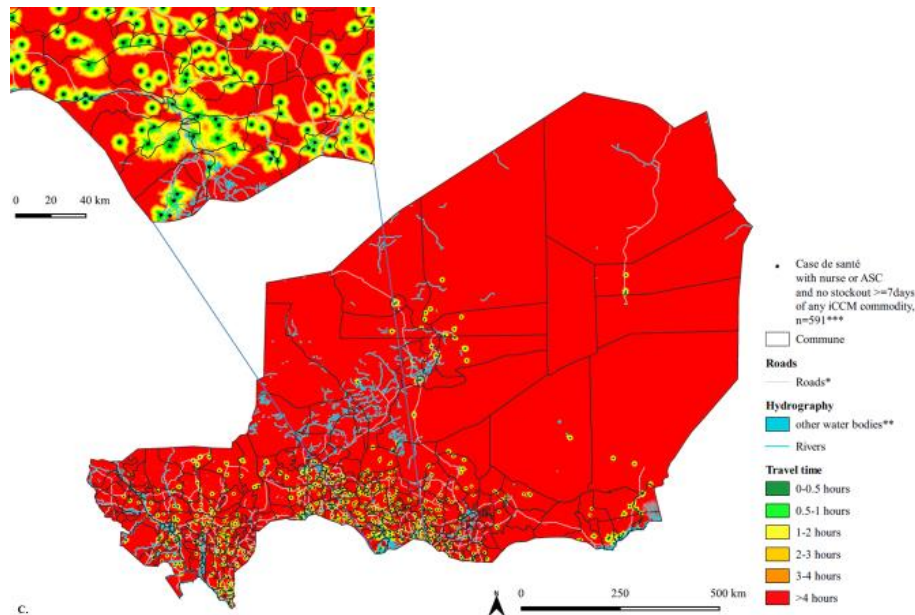 0 20 40 km
Case de santé
with nurse or ASC
and no stockout >=7days
of any iCCM commodity,
n=591***
Commune
Roads
Roads*
Hydrography
other water bodies**
Rivers
Travel time
0-0.5 hours
0.5-1 hours
1-2 hours
2-3 hours
3-4 hours
>4 hours
c.
N
0 250 500 km